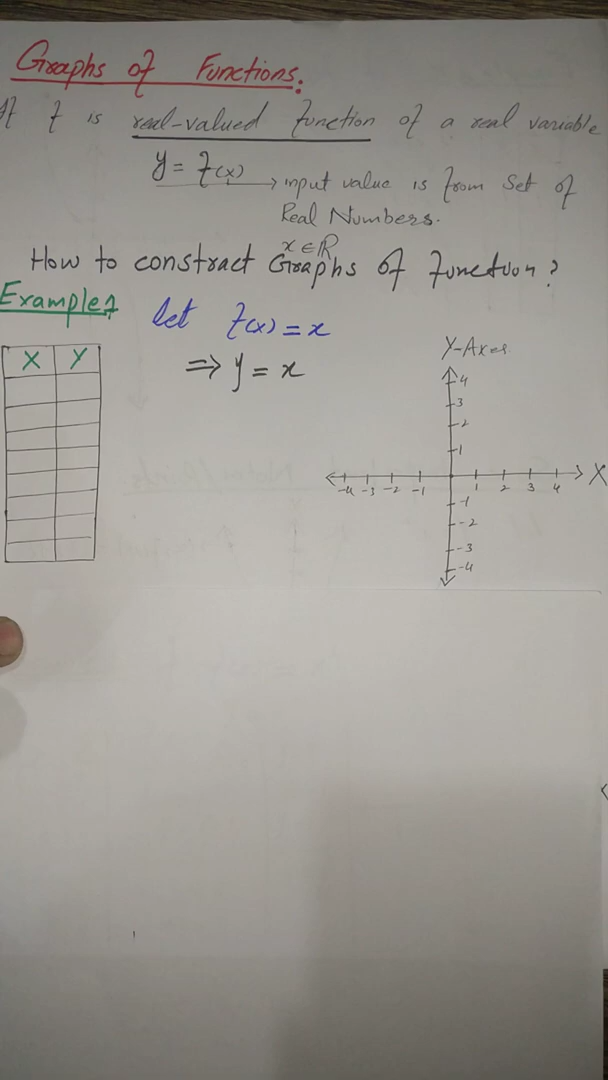 Graphs of Functions:
If f is real-valued function of a real variable
y = f(x) → input value is from Set of
Real Numbers.
x ∈ ℝ
How to constract Graphs of function?
Example 1 let f(x) = x
⇒ y = x
X Y
Y-Axes
4
3
2
1
-4 -3 -2 -1 1 2 3 4 X
-1
-2
-3
-4